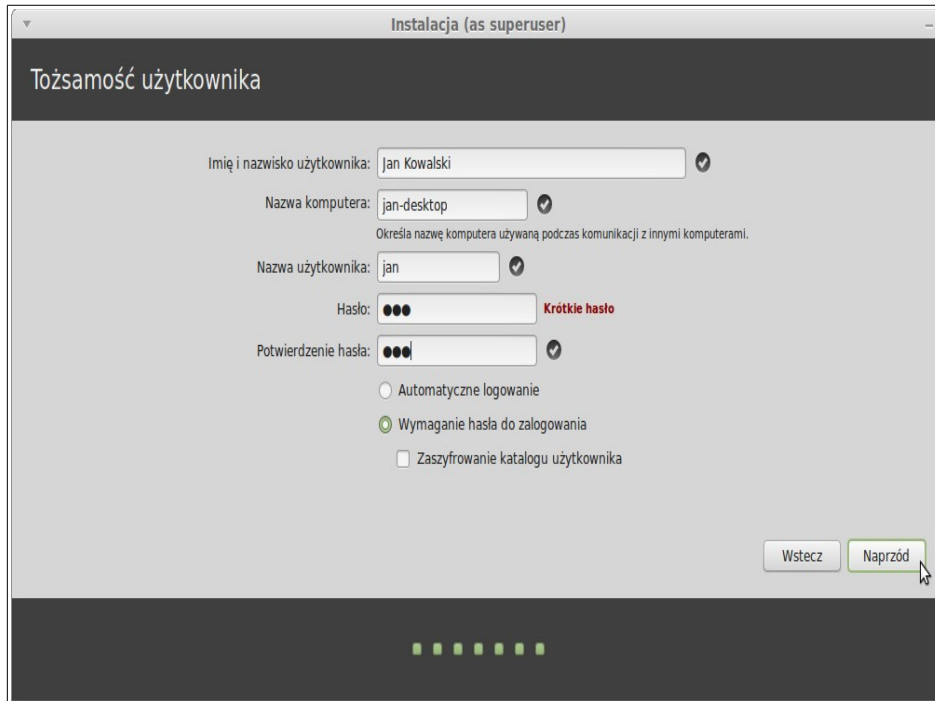 Instalacja (as superuser)
Tożsamość użytkownika
Imię i nazwisko użytkownika: Jan Kowalski
Nazwa komputera: jan-desktop
Określa nazwę komputera używaną podczas komunikacji z innymi komputerami.
Nazwa użytkownika: jan
Hasło: ●●● Krótkie hasło
Potwierdzenie hasła: ●●●
Automatyczne logowanie
Wymaganie hasła do zalogowania
Zaszyfrowanie katalogu użytkownika
Wstecz Naprzód